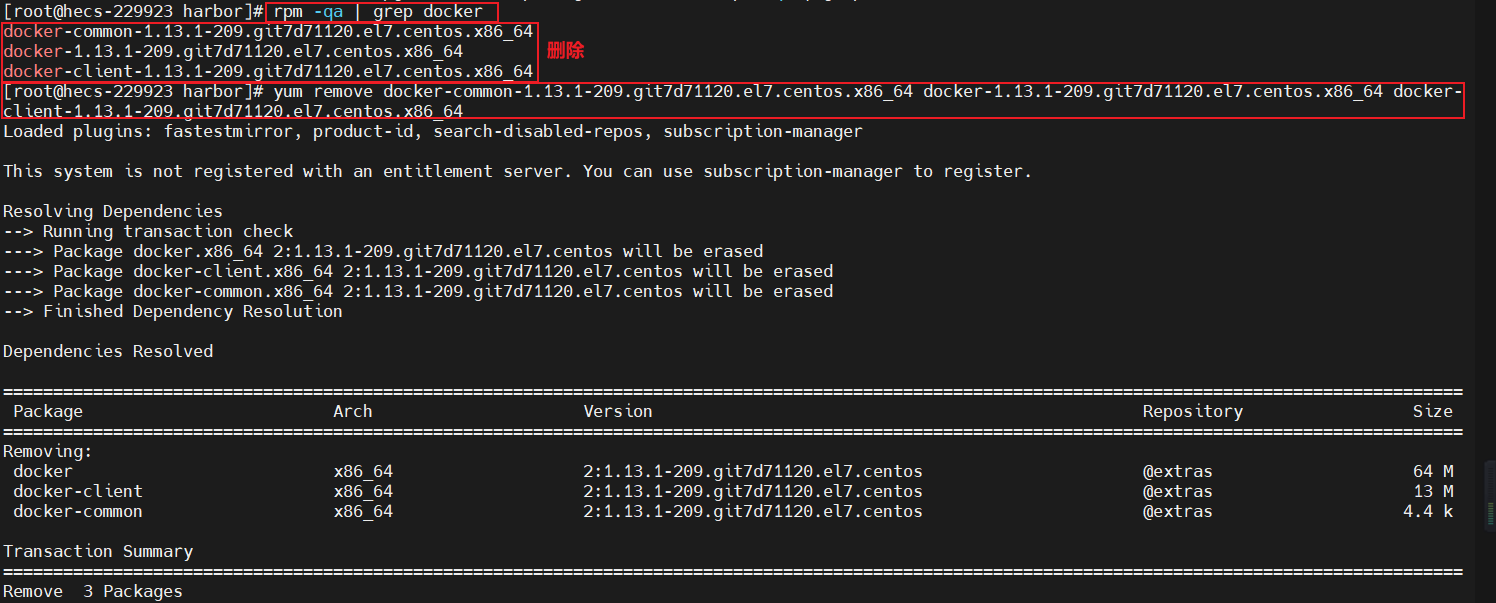 [root@hecs-229923 harbor]# rpm -qa | grep docker
docker-common-1.13.1-209.git7d71120.el7.centos.x86_64
docker-1.13.1-209.git7d71120.el7.centos.x86_64 删除
docker-client-1.13.1-209.git7d71120.el7.centos.x86_64
[root@hecs-229923 harbor]# yum remove docker-common-1.13.1-209.git7d71120.el7.centos.x86_64 docker-1.13.1-209.git7d71120.el7.centos.x86_64 docker-
client-1.13.1-209.git7d71120.el7.centos.x86_64
Loaded plugins: fastestmirror, product-id, search-disabled-repos, subscription-manager
This system is not registered with an entitlement server. You can use subscription-manager to register.
Resolving Dependencies
--> Running transaction check
---> Package docker.x86_64 2:1.13.1-209.git7d71120.el7.centos will be erased
---> Package docker-client.x86_64 2:1.13.1-209.git7d71120.el7.centos will be erased
---> Package docker-common.x86_64 2:1.13.1-209.git7d71120.el7.centos will be erased
--> Finished Dependency Resolution
Dependencies Resolved
Package Arch Version Repository Size
Removing:
docker x86_64 2:1.13.1-209.git7d71120.el7.centos @extras 64 M
docker-client x86_64 2:1.13.1-209.git7d71120.el7.centos @extras 13 M
docker-common x86_64 2:1.13.1-209.git7d71120.el7.centos @extras 4.4 k
Transaction Summary
Remove 3 Packages